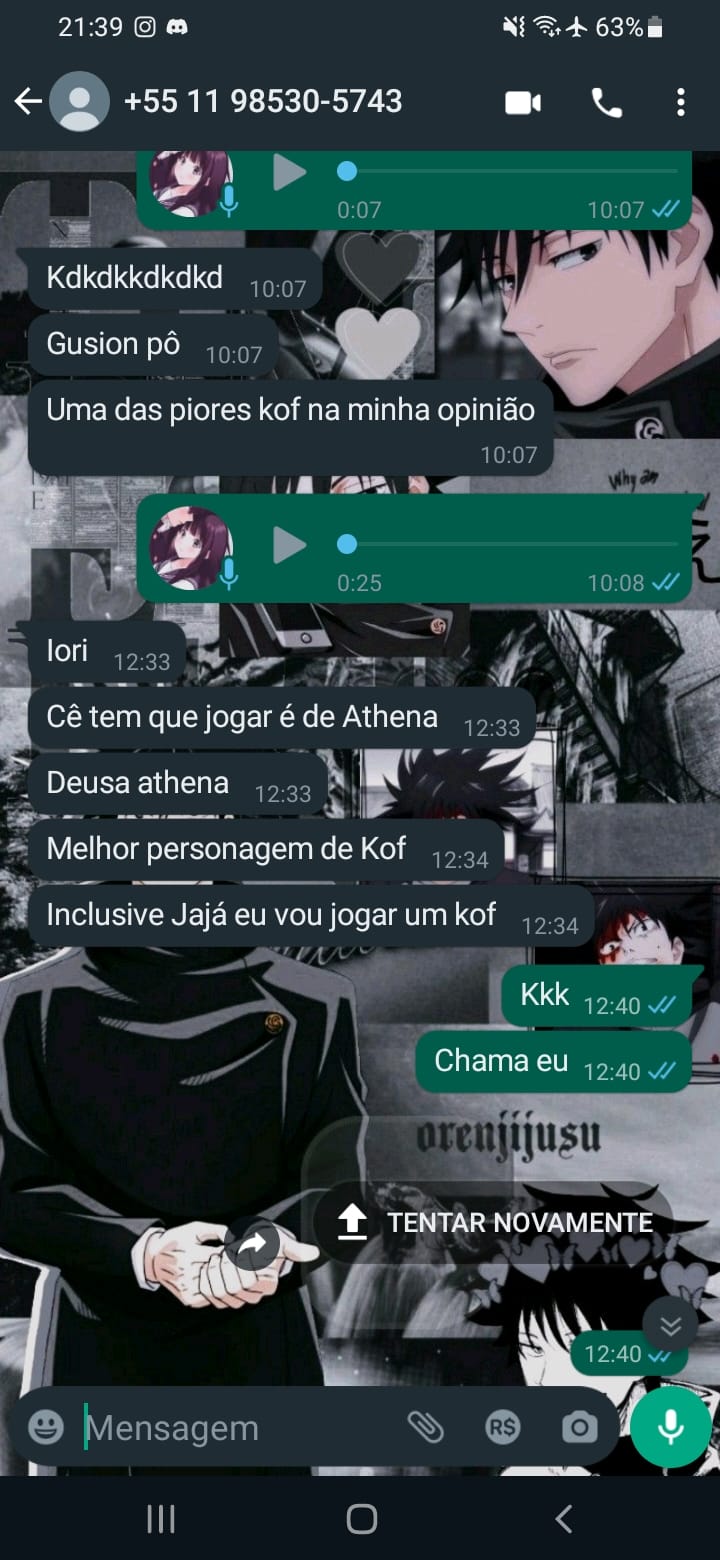 21:39 63%
+55 11 98530-5743
0:07 10:07
Kdkdkkdkdkd 10:07
Gusion pô 10:07
Uma das piores kof na minha opinião
10:07
Why am
0:25 10:08
Iori 12:33
Cê tem que jogar é de Athena 12:33
Deusa athena 12:33
Melhor personagem de Kof 12:34
Inclusive Jajá eu vou jogar um kof 12:34
Kkk 12:40
Chama eu 12:40
orenjijusu
TENTAR NOVAMENTE
12:40
Mensagem R$